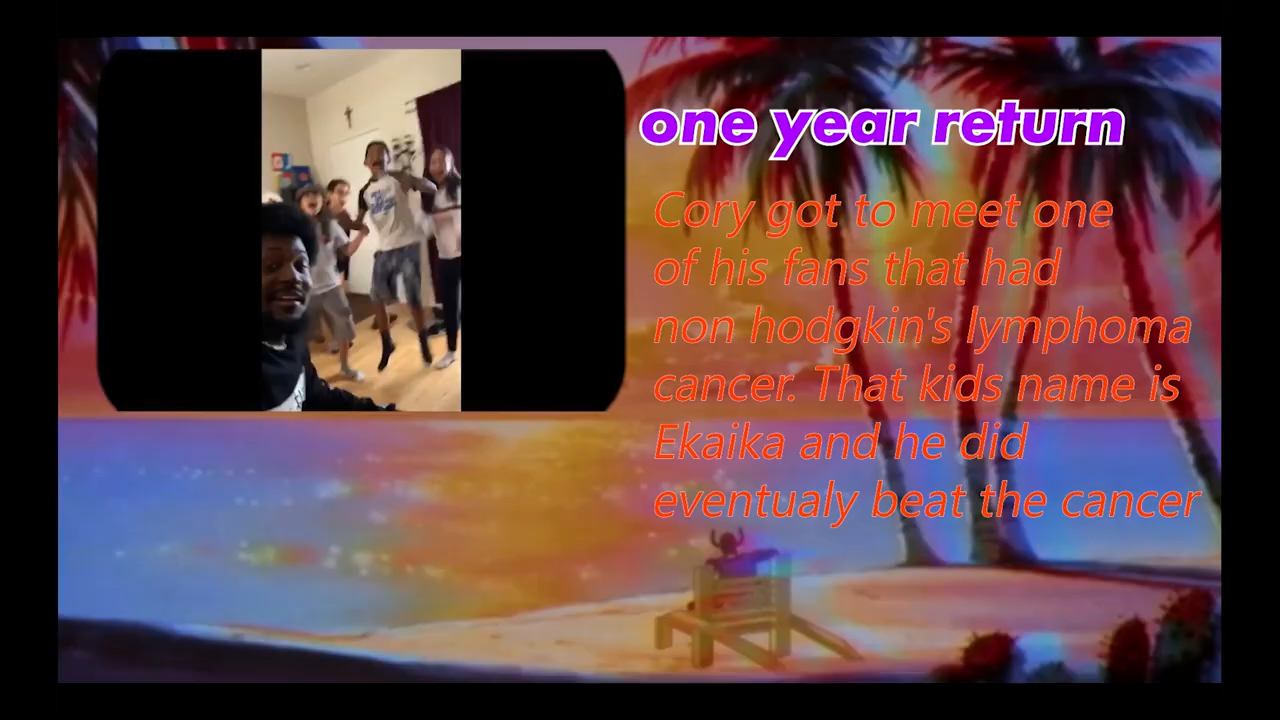 one year return
Cory got to meet one
of his fans that had
non hodgkin's lymphoma
cancer. That kids name is
Ekaika and he did
eventualy beat the cancer